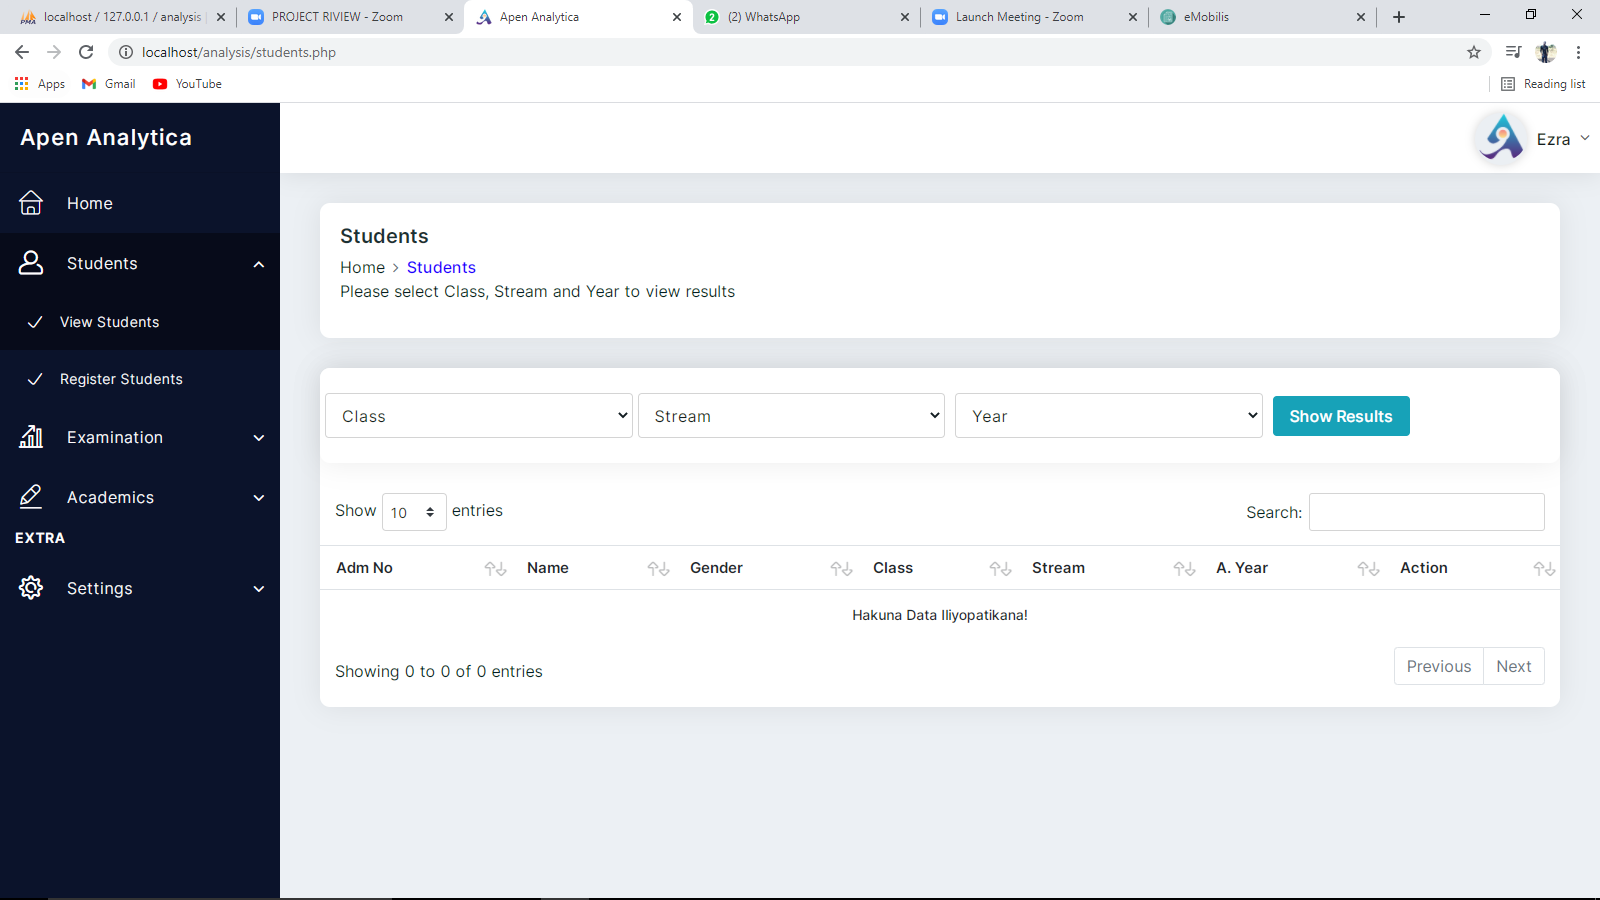 localhost / 127.0.0.1 / analysis
PROJECT RIVIEW - Zoom
Apen Analytica
(2) WhatsApp
Launch Meeting - Zoom
eMobilis
localhost/analysis/students.php
Apps
Gmail
YouTube
Reading list
Apen Analytica
Ezra
Home
Students
View Students
Register Students
Examination
Academics
EXTRA
Settings
Students
Home > Students
Please select Class, Stream and Year to view results
Class
Stream
Year
Show Results
Show 10 entries
Search:
Adm No
Name
Gender
Class
Stream
A. Year
Action
Hakuna Data Iliyopatikana!
Showing 0 to 0 of 0 entries
Previous
Next